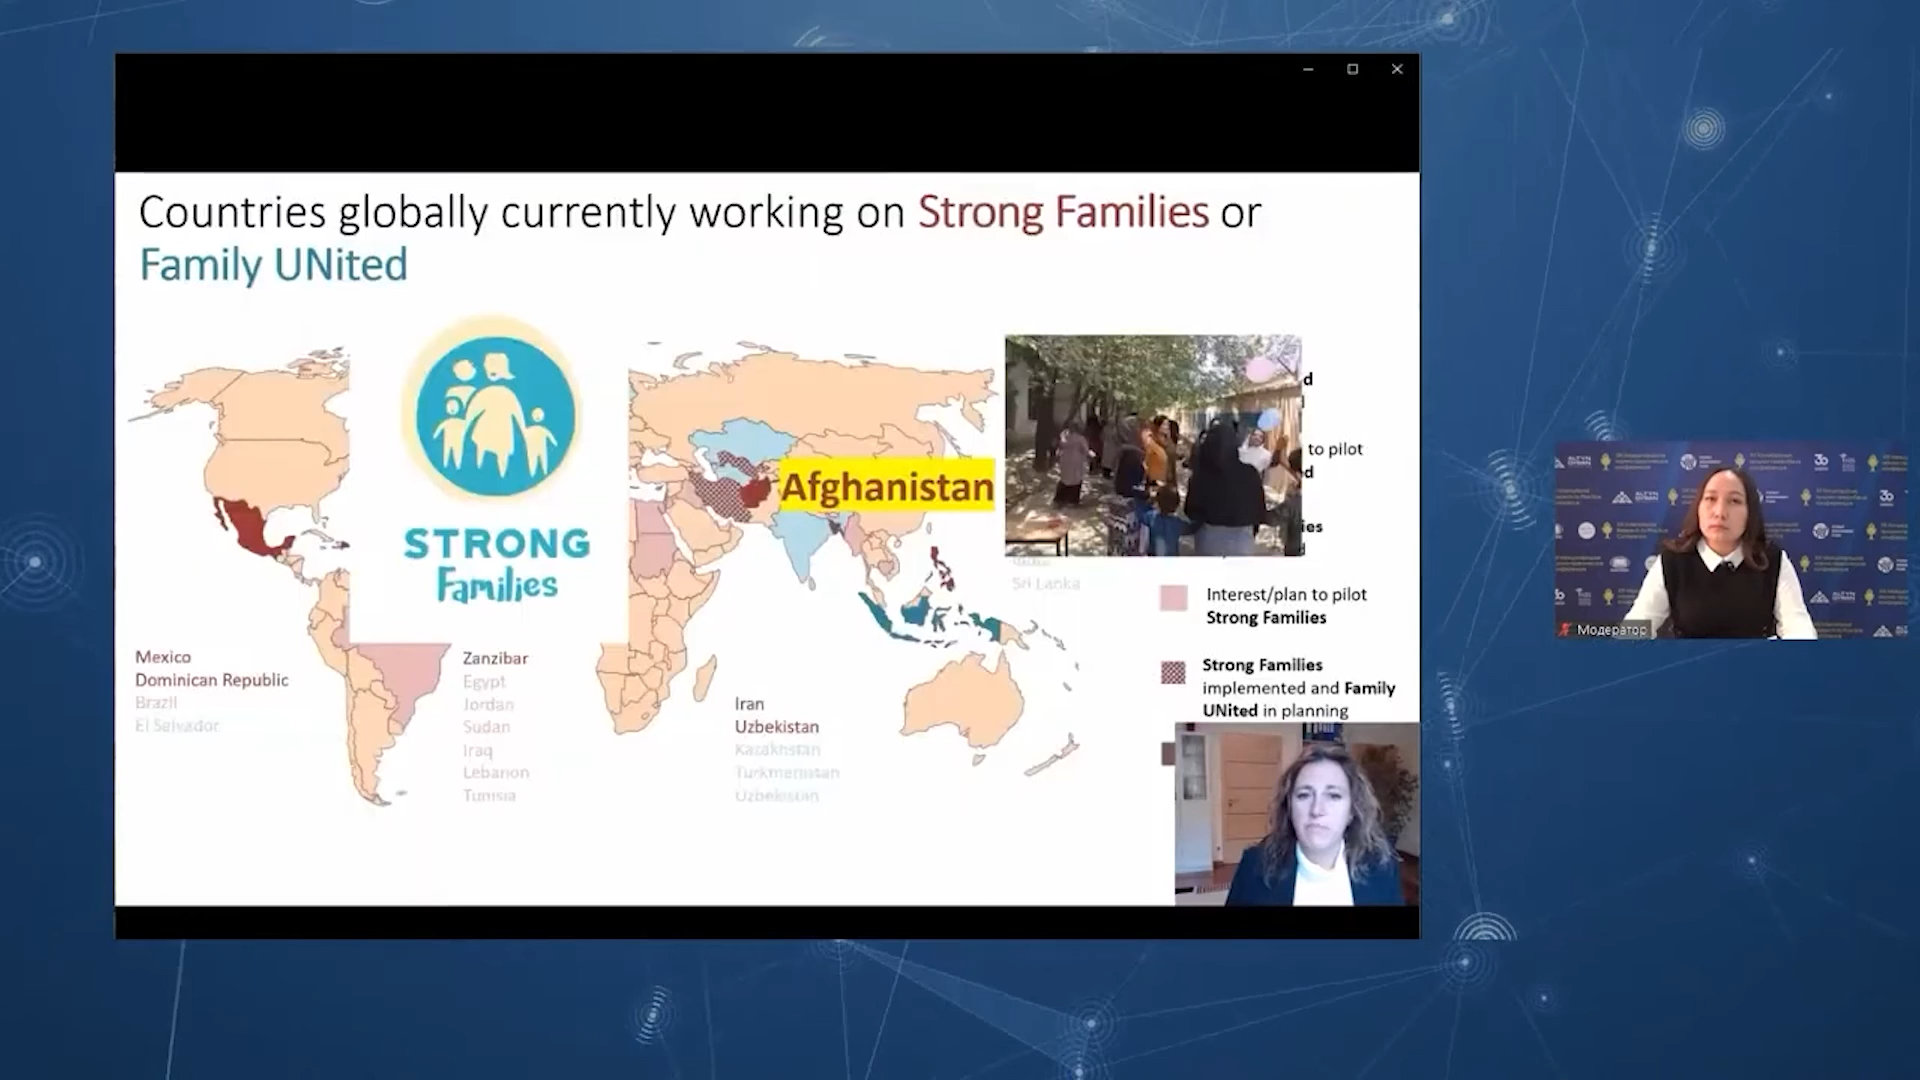 Countries globally currently working on Strong Families or
Family UNited
STRONG
Families
Afghanistan
d
to pilot
d
ies
Sri Lanka
Interest/plan to pilot
Strong Families
Strong Families
implemented and Family
UNited in planning
Mexico
Dominican Republic
Brazil
El Selvador
Zanzibar
Egypt
Jordan
Sudan
Iraq
Lebanon
Tunisia
Iran
Uzbekistan
Kazakhstan
Turkmenistan
Uzbekistan
Модератор